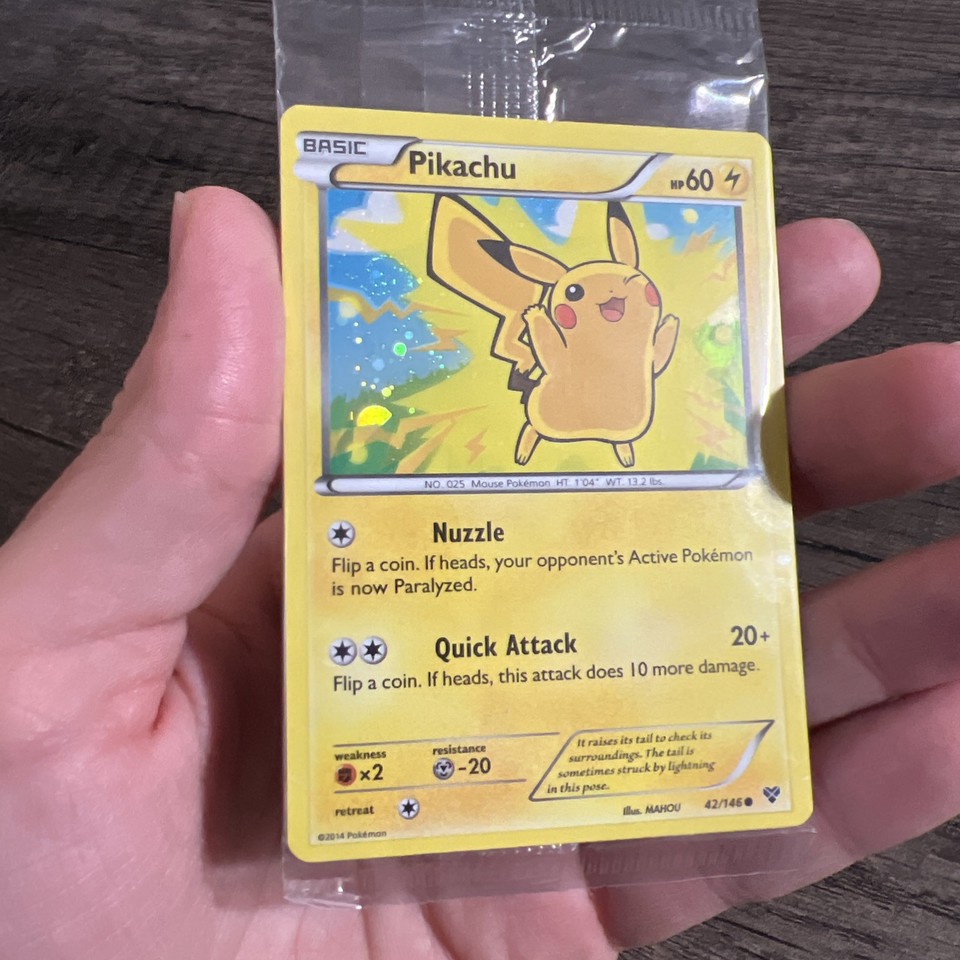 BASIC
Pikachu
HP60
NO. 025 Mouse Pokémon HT. 1'04" WT. 13.2 lbs.
Nuzzle
Flip a coin. If heads, your opponent's Active Pokémon
is now Paralyzed.
Quick Attack 20+
Flip a coin. If heads, this attack does 10 more damage.
weakness
×2
resistance
-20
retreat
It raises its tail to check its
surroundings. The tail is
sometimes struck by lightning
in this pose.
Illus. MAHOU 42/146
©2014 Pokémon